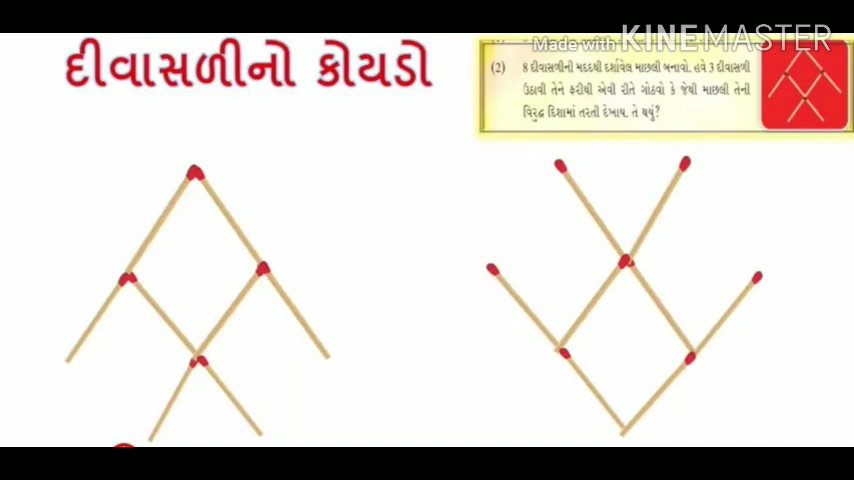 Made with KINEMASTER
દીવાસળીનો કોયડો
(2) 8 દીવાસળીની મદદથી દર્શાવેલ માછલી બનાવો. હવે 3 દીવાસળી
ઉઠાવી તેને ફરીથી એવી રીતે ગોઠવો કે જેથી માછલી તેની
વિરુદ્ધ દિશામાં તરતી દેખાય. તે થયું?